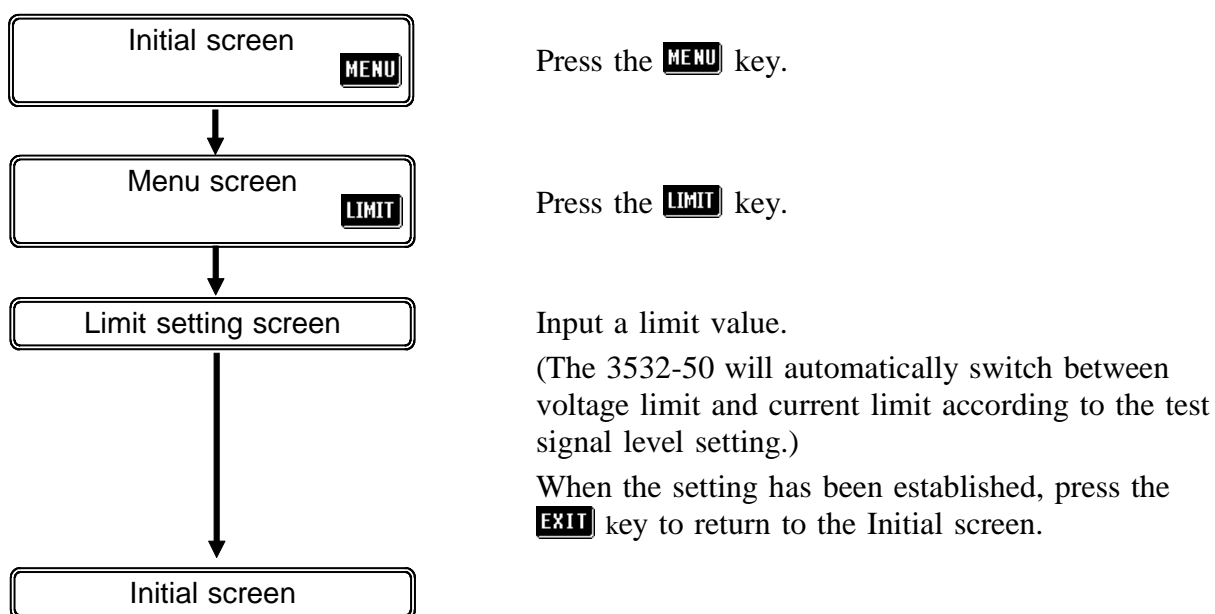 Initial screen
MENU
Press the MENU key.
Menu screen
LIMIT
Press the LIMIT key.
Limit setting screen
Input a limit value.
(The 3532-50 will automatically switch between
voltage limit and current limit according to the test
signal level setting.)
When the setting has been established, press the
EXIT key to return to the Initial screen.
Initial screen